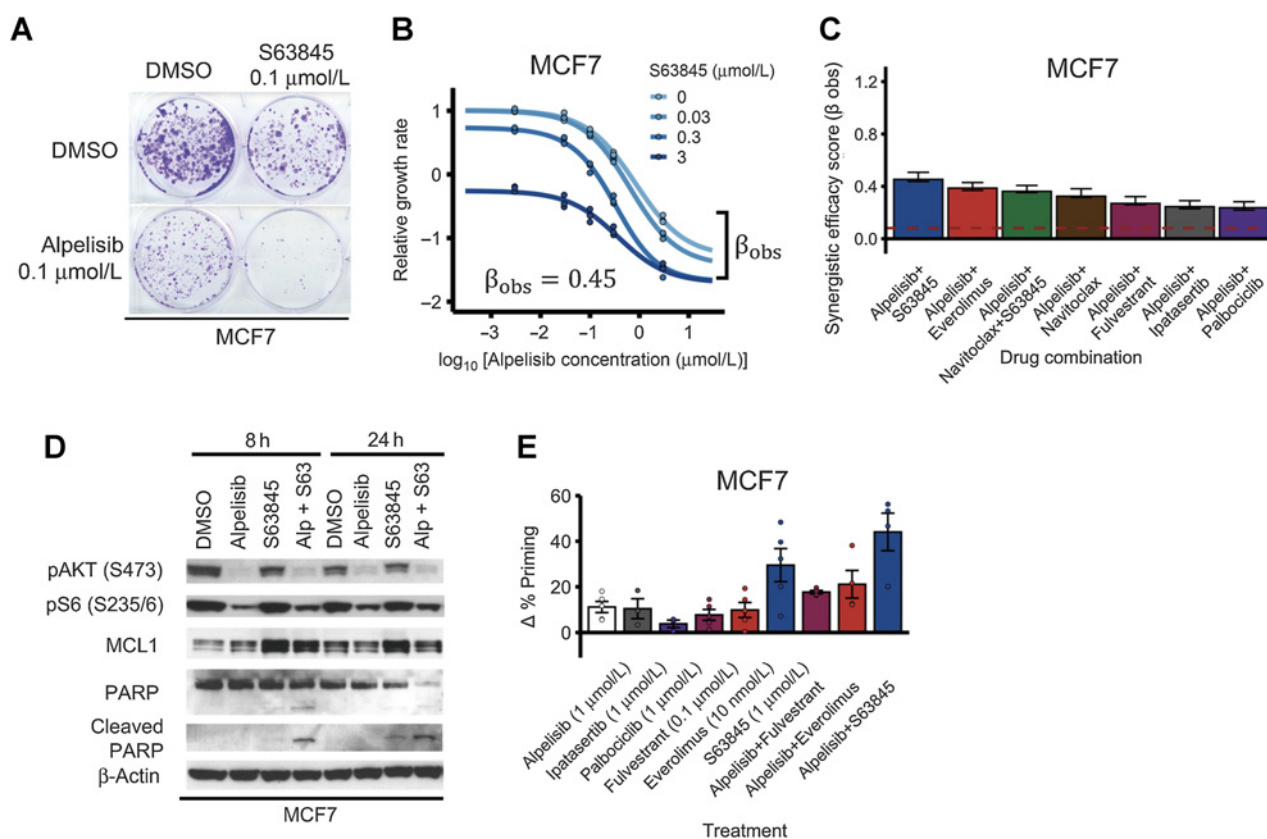 A
DMSO
S63845
0.1 μmol/L
DMSO
Alpelisib
0.1 μmol/L
MCF7
B
MCF7
S63845 (μmol/L)
0
0.03
0.3
3
Relative growth rate
1
0
−1
−2
βobs = 0.45
βobs
−3 −2 −1 0 1
log10 [Alpelisib concentration (μmol/L)]
C
MCF7
Synergistic efficacy score (β obs)
1.2
0.8
0.4
0.0
Alpelisib+
S63845
Alpelisib+
Everolimus
Alpelisib+
Navitoclax+S63845
Alpelisib+
Navitoclax
Alpelisib+
Fulvestrant
Alpelisib+
Ipatasertib
Alpelisib+
Palbociclib
Drug combination
D
8 h 24 h
DMSO Alpelisib S63845 Alp + S63 DMSO Alpelisib S63845 Alp + S63
pAKT (S473)
pS6 (S235/6)
MCL1
PARP
Cleaved
PARP
β-Actin
MCF7
E
MCF7
Δ % Priming
60
40
20
0
Alpelisib (1 μmol/L)
Ipatasertib (1 μmol/L)
Palbociclib (1 μmol/L)
Fulvestrant (0.1 μmol/L)
Everolimus (10 nmol/L)
S63845 (1 μmol/L)
Alpelisib+Fulvestrant
Alpelisib+Everolimus
Alpelisib+S63845
Treatment